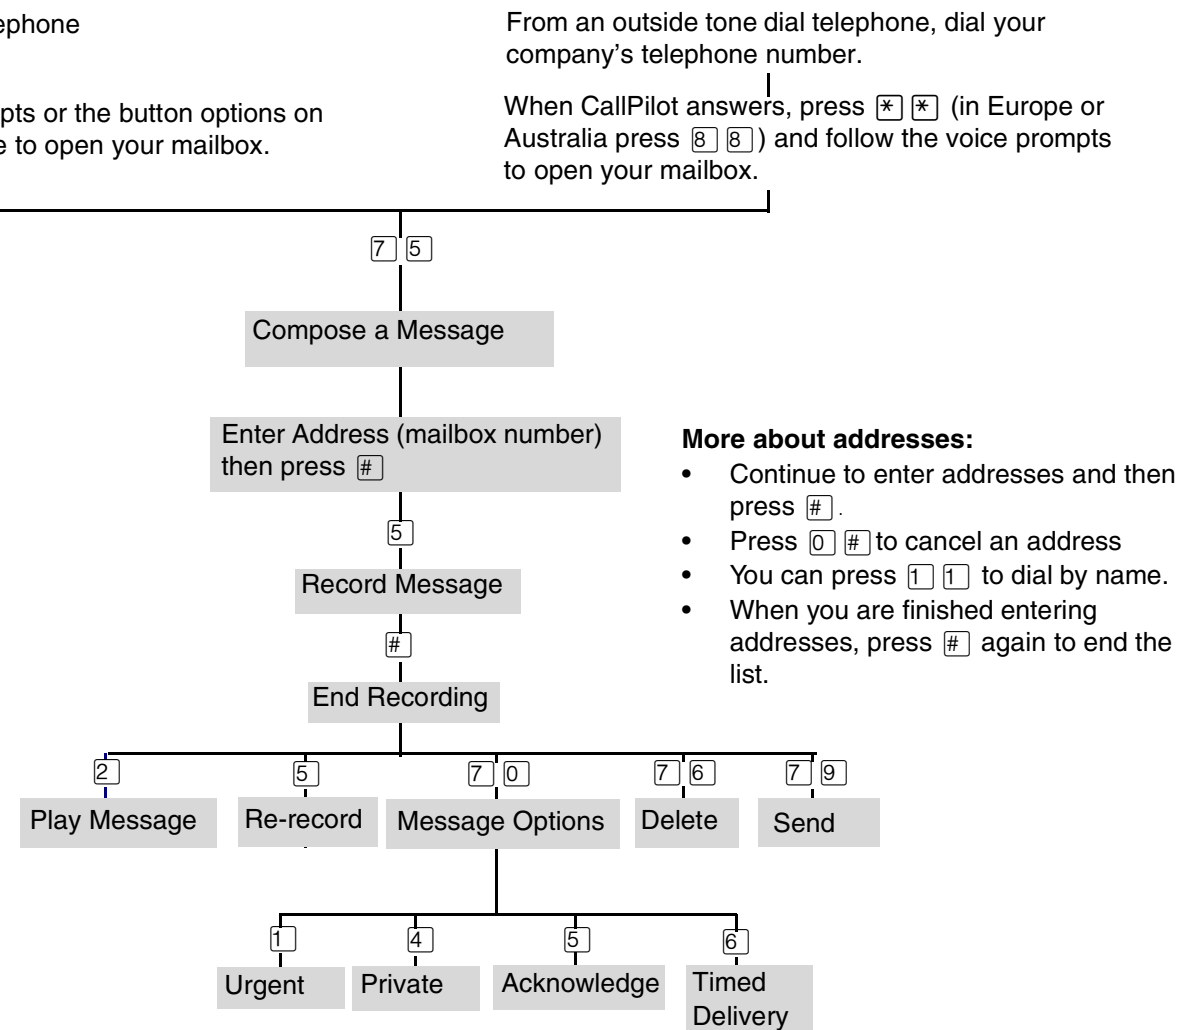 ephone
pts or the button options on
e to open your mailbox.
From an outside tone dial telephone, dial your
company’s telephone number.
When CallPilot answers, press * * (in Europe or
Australia press 8 8 ) and follow the voice prompts
to open your mailbox.
7 5
Compose a Message
Enter Address (mailbox number)
then press #
More about addresses:
• Continue to enter addresses and then
press # .
• Press 0 # to cancel an address
• You can press 1 1 to dial by name.
• When you are finished entering
addresses, press # again to end the
list.
5
Record Message
#
End Recording
2 5 7 0 7 6 7 9
Play Message Re-record Message Options Delete Send
1 4 5 6
Urgent Private Acknowledge Timed
Delivery